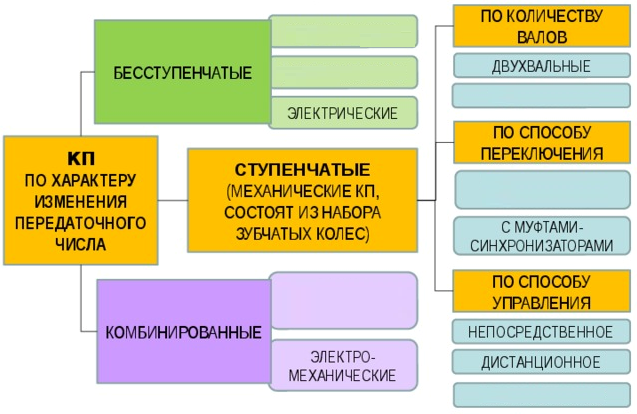 КП
ПО ХАРАКТЕРУ
ИЗМЕНЕНИЯ
ПЕРЕДАТОЧНОГО
ЧИСЛА
БЕССТУПЕНЧАТЫЕ
ЭЛЕКТРИЧЕСКИЕ
СТУПЕНЧАТЫЕ
(МЕХАНИЧЕСКИЕ КП,
СОСТОЯТ ИЗ НАБОРА
ЗУБЧАТЫХ КОЛЕС)
КОМБИНИРОВАННЫЕ
ЭЛЕКТРО-
МЕХАНИЧЕСКИЕ
ПО КОЛИЧЕСТВУ
ВАЛОВ
ДВУХВАЛЬНЫЕ
ПО СПОСОБУ
ПЕРЕКЛЮЧЕНИЯ
С МУФТАМИ-
СИНХРОНИЗАТОРАМИ
ПО СПОСОБУ
УПРАВЛЕНИЯ
НЕПОСРЕДСТВЕННОЕ
ДИСТАНЦИОННОЕ